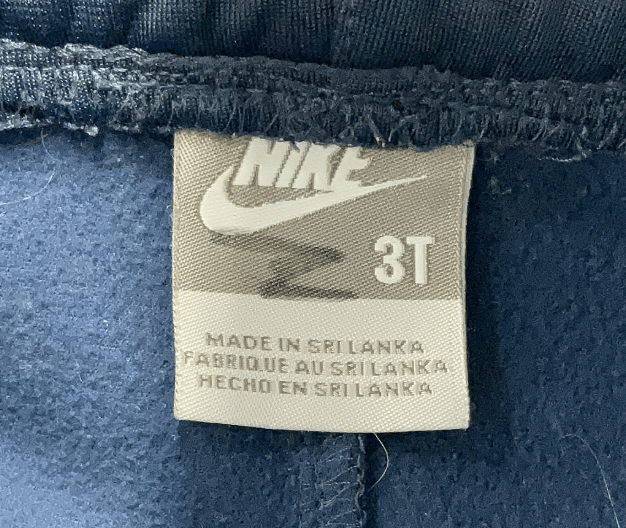 NIKE
3T
MADE IN SRI LANKA
FABRIQUE AU SRI LANKA
HECHO EN SRI LANKA